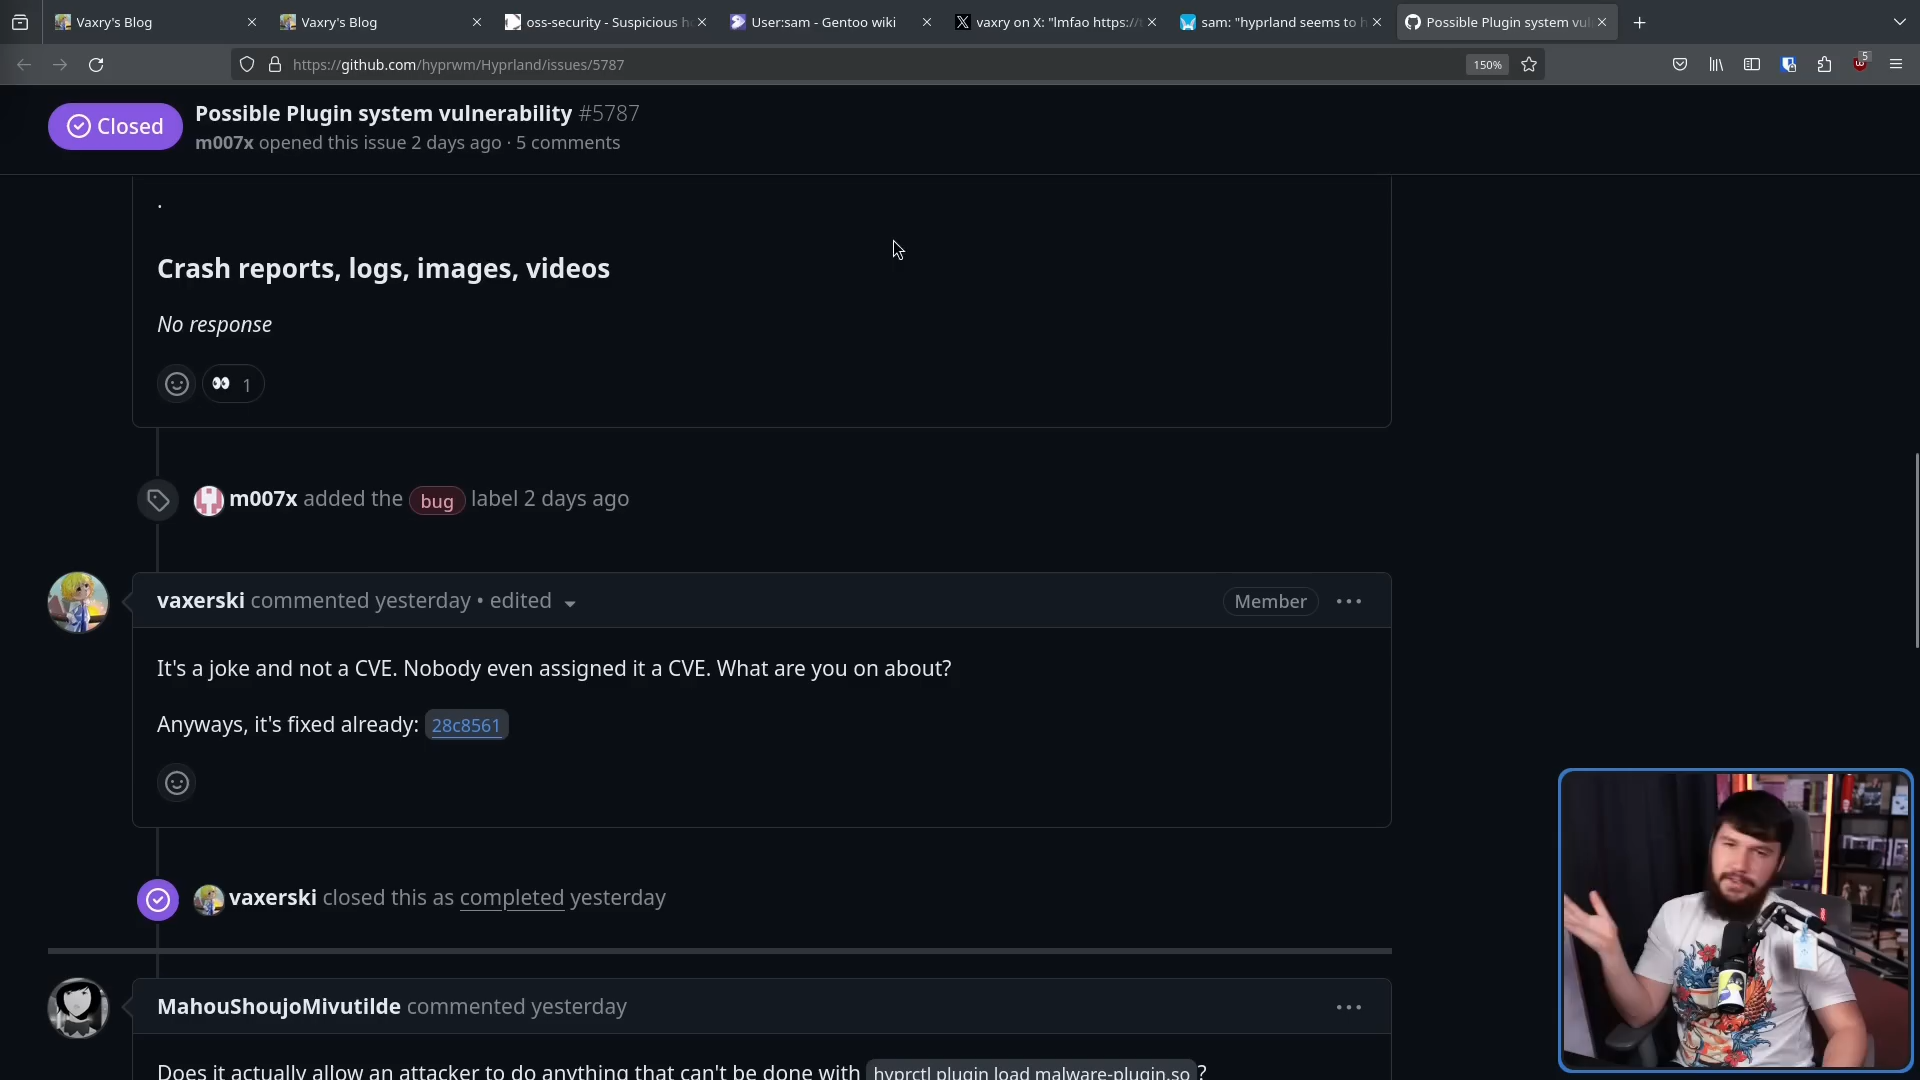 Vaxry's Blog
Vaxry's Blog
oss-security - Suspicious h
User:sam - Gentoo wiki
vaxry on X: "lmfao https://
sam: "hyprland seems to h
Possible Plugin system vul
https://github.com/hyprwm/Hyprland/issues/5787
150%
5
Closed
Possible Plugin system vulnerability #5787
m007x opened this issue 2 days ago · 5 comments
.
Crash reports, logs, images, videos
No response
1
m007x added the bug label 2 days ago
vaxerski commented yesterday • edited
Member
It's a joke and not a CVE. Nobody even assigned it a CVE. What are you on about?
Anyways, it's fixed already: 28c8561
vaxerski closed this as completed yesterday
MahouShoujoMivutilde commented yesterday
Does it actually allow an attacker to do anything that can't be done with hyprctl plugin load malware-plugin.so ?